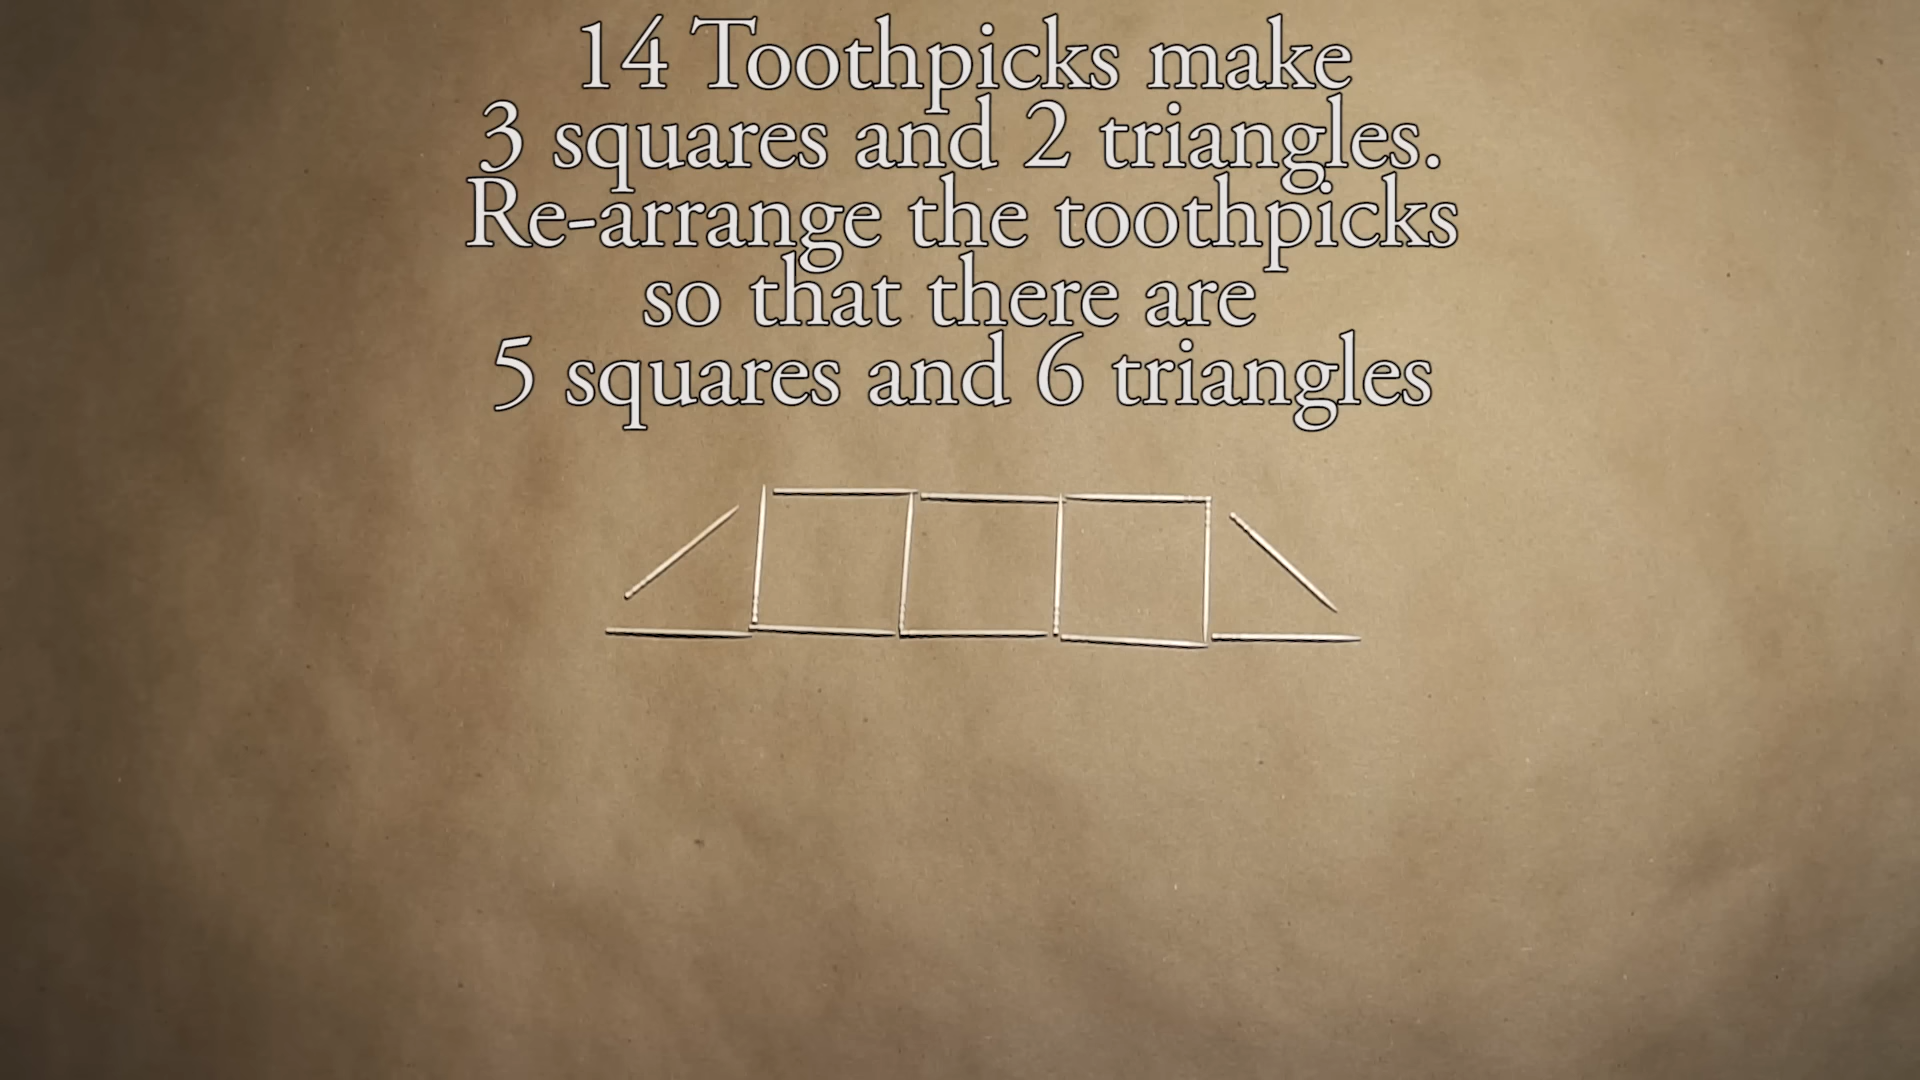 14 Toothpicks make
3 squares and 2 triangles.
Re-arrange the toothpicks
so that there are
5 squares and 6 triangles